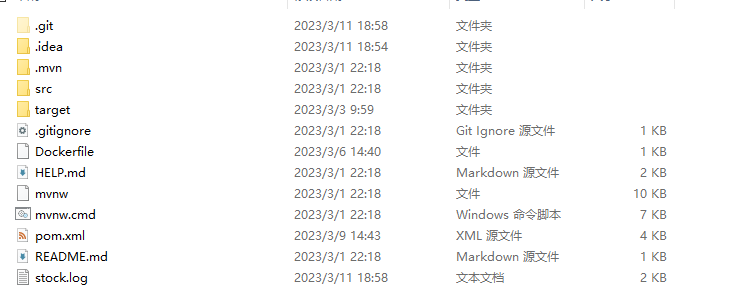 .git 2023/3/11 18:58 文件夹
.idea 2023/3/11 18:54 文件夹
.mvn 2023/3/1 22:18 文件夹
src 2023/3/1 22:18 文件夹
target 2023/3/3 9:59 文件夹
.gitignore 2023/3/1 22:18 Git Ignore 源文件 1 KB
Dockerfile 2023/3/6 14:40 文件 1 KB
HELP.md 2023/3/1 22:18 Markdown 源文件 2 KB
mvnw 2023/3/1 22:18 文件 10 KB
mvnw.cmd 2023/3/1 22:18 Windows 命令脚本 7 KB
pom.xml 2023/3/9 14:43 XML 源文件 4 KB
README.md 2023/3/1 22:18 Markdown 源文件 1 KB
stock.log 2023/3/11 18:58 文本文档 2 KB